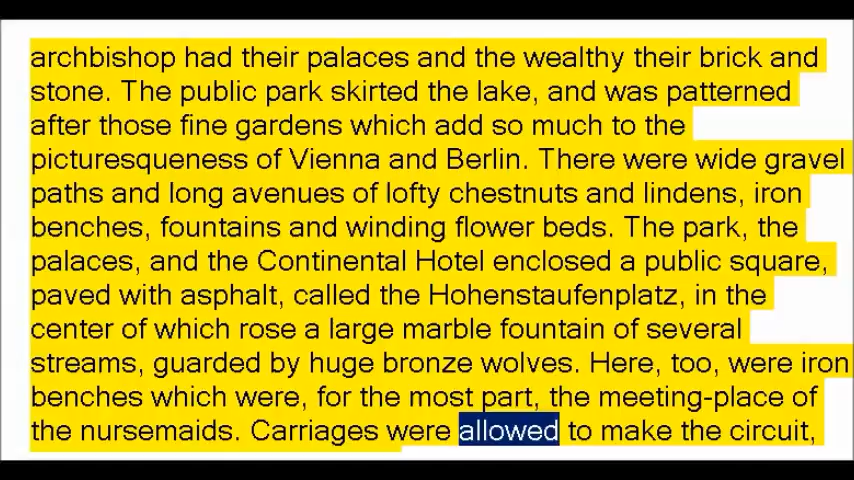 archbishop had their palaces and the wealthy their brick and
stone. The public park skirted the lake, and was patterned
after those fine gardens which add so much to the
picturesqueness of Vienna and Berlin. There were wide gravel
paths and long avenues of lofty chestnuts and lindens, iron
benches, fountains and winding flower beds. The park, the
palaces, and the Continental Hotel enclosed a public square,
paved with asphalt, called the Hohenstaufenplatz, in the
center of which rose a large marble fountain of several
streams, guarded by huge bronze wolves. Here, too, were iron
benches which were, for the most part, the meeting-place of
the nursemaids. Carriages were allowed to make the circuit,